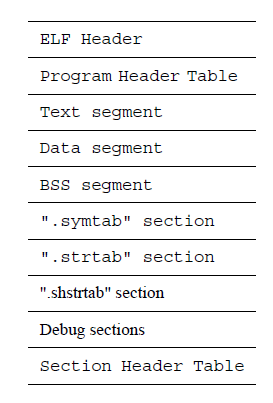 ELF Header
Program Header Table
Text segment
Data segment
BSS segment
".symtab" section
".strtab" section
".shstrtab" section
Debug sections
Section Header Table